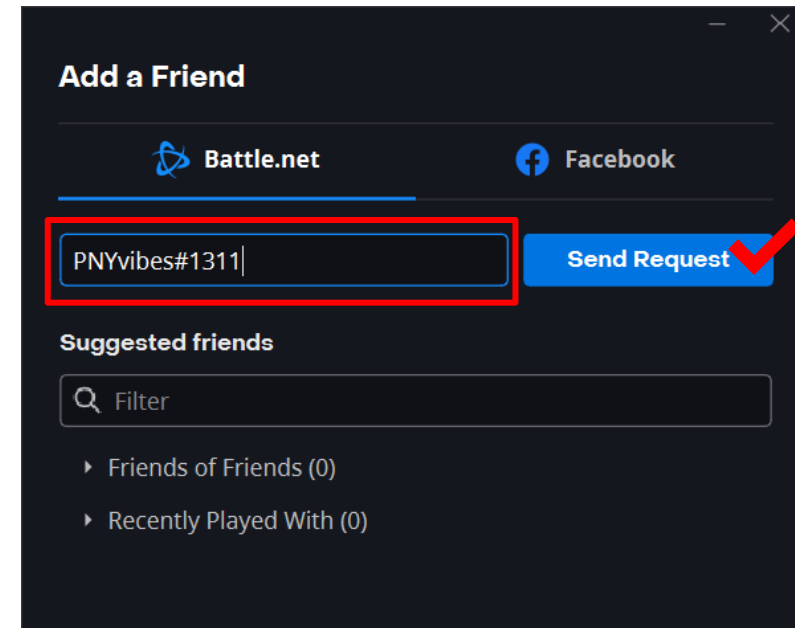 Add a Friend
Battle.net
Facebook
PNYvibes#1311
Send Request
Suggested friends
Filter
Friends of Friends (0)
Recently Played With (0)